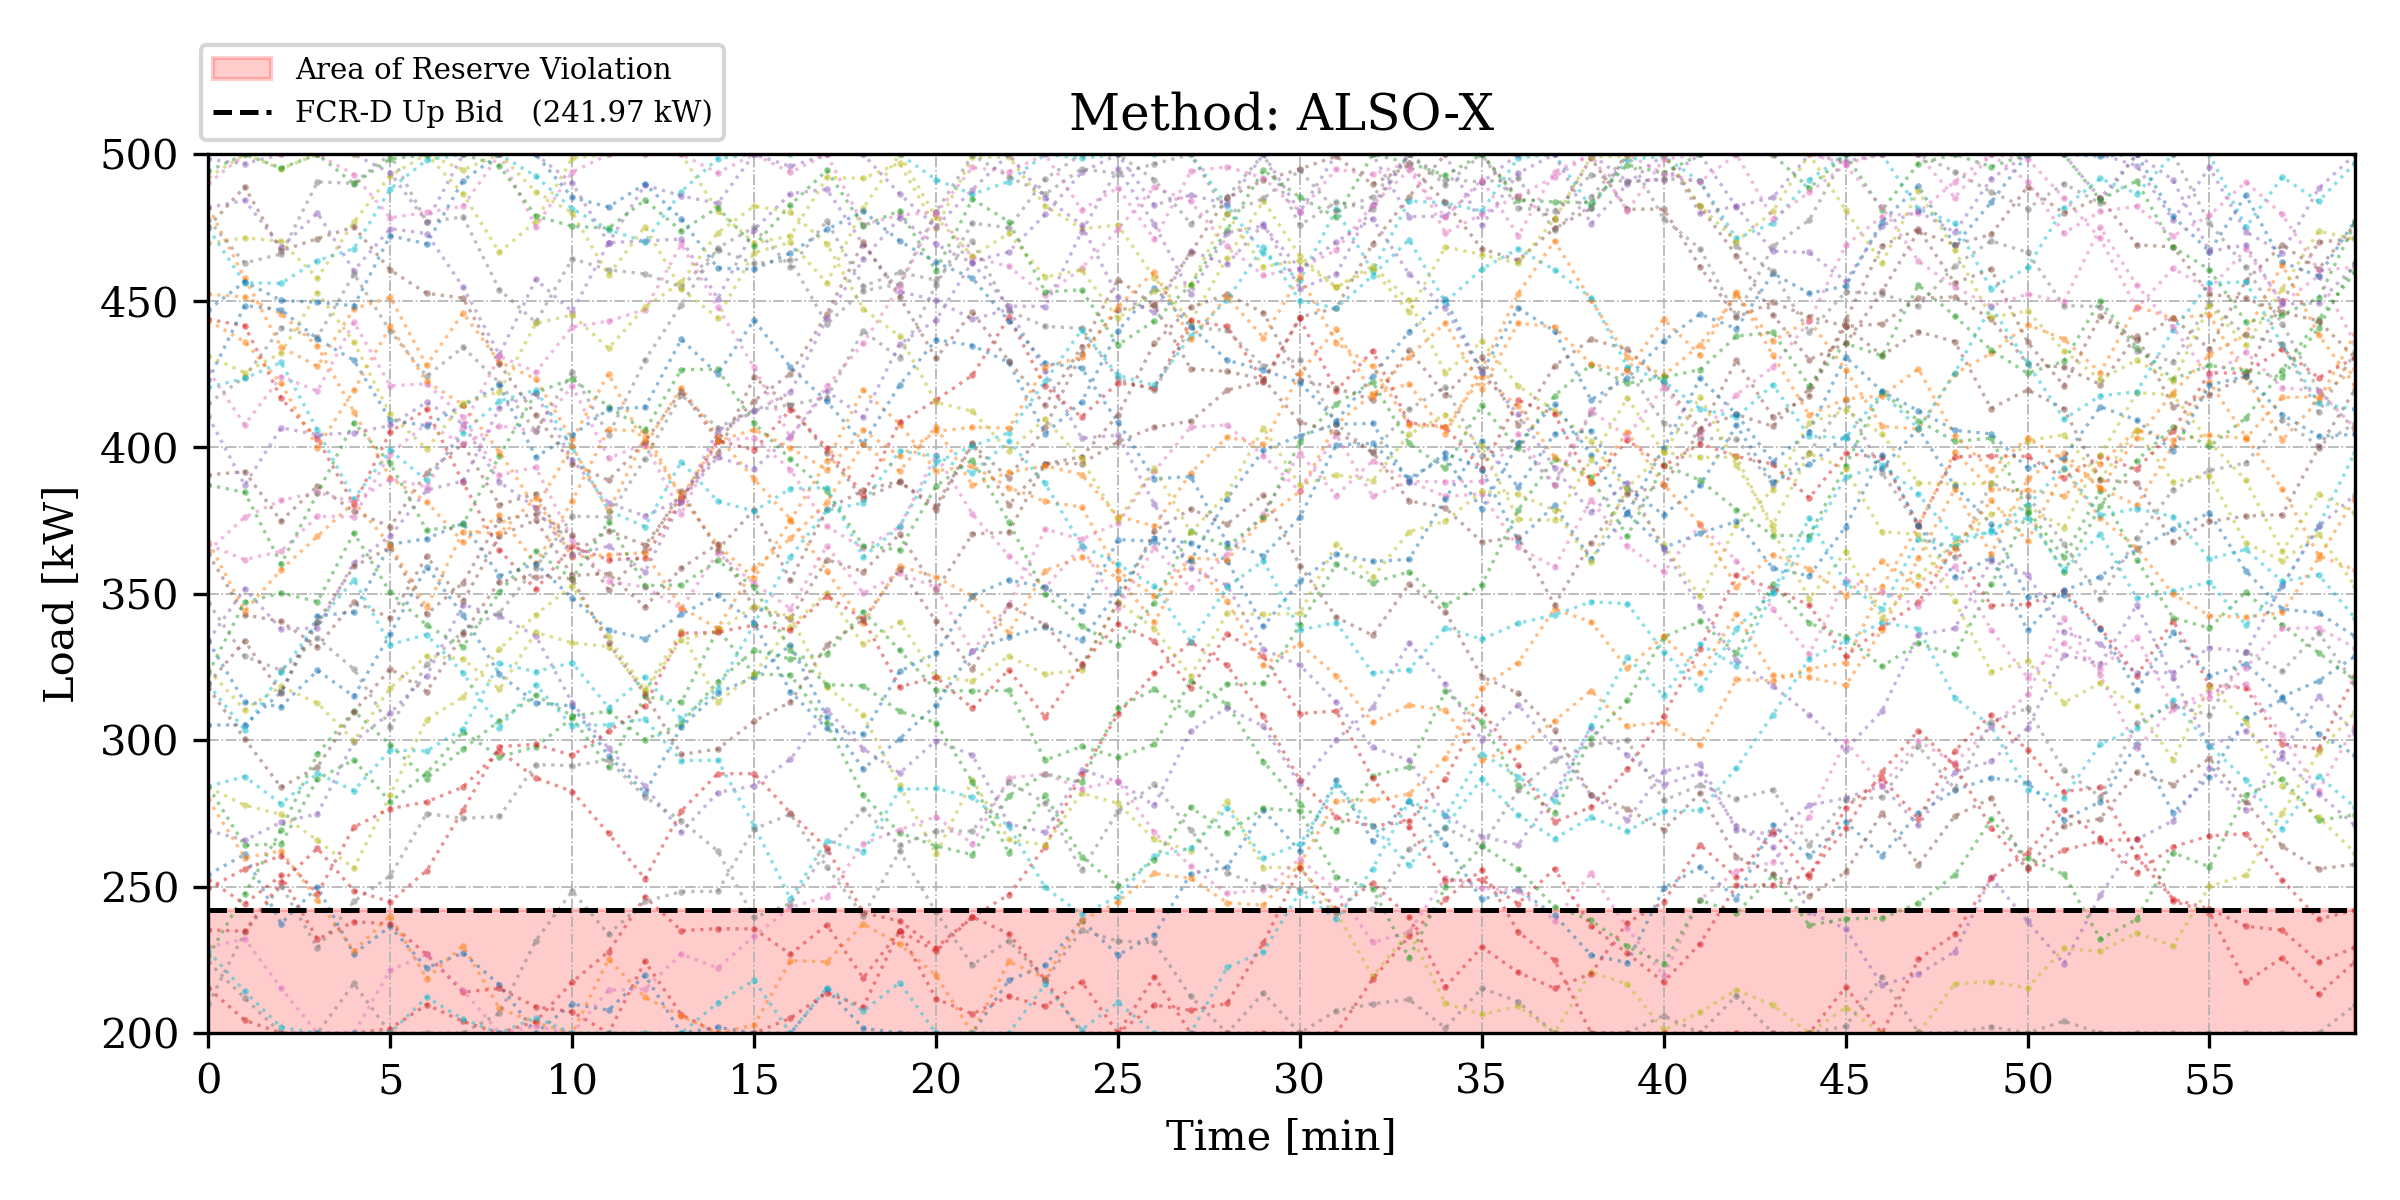 Area of Reserve Violation
FCR-D Up Bid (241.97 kW)
Method: ALSO-X
500
450
400
350
300
250
200
Load [kW]
0 5 10 15 20 25 30 35 40 45 50 55
Time [min]